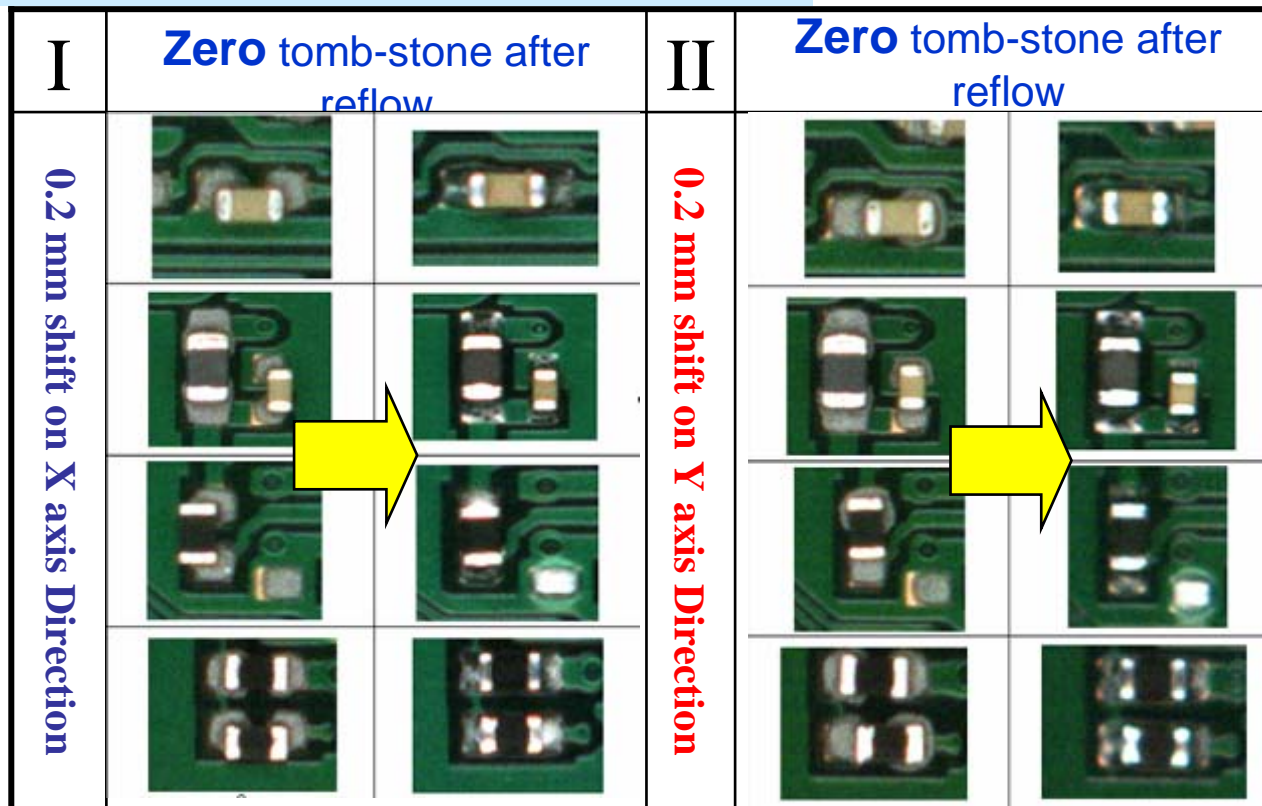 I
Zero tomb-stone after
reflow
II
Zero tomb-stone after
reflow
0.2 mm shift on X axis Direction
0.2 mm shift on Y axis Direction